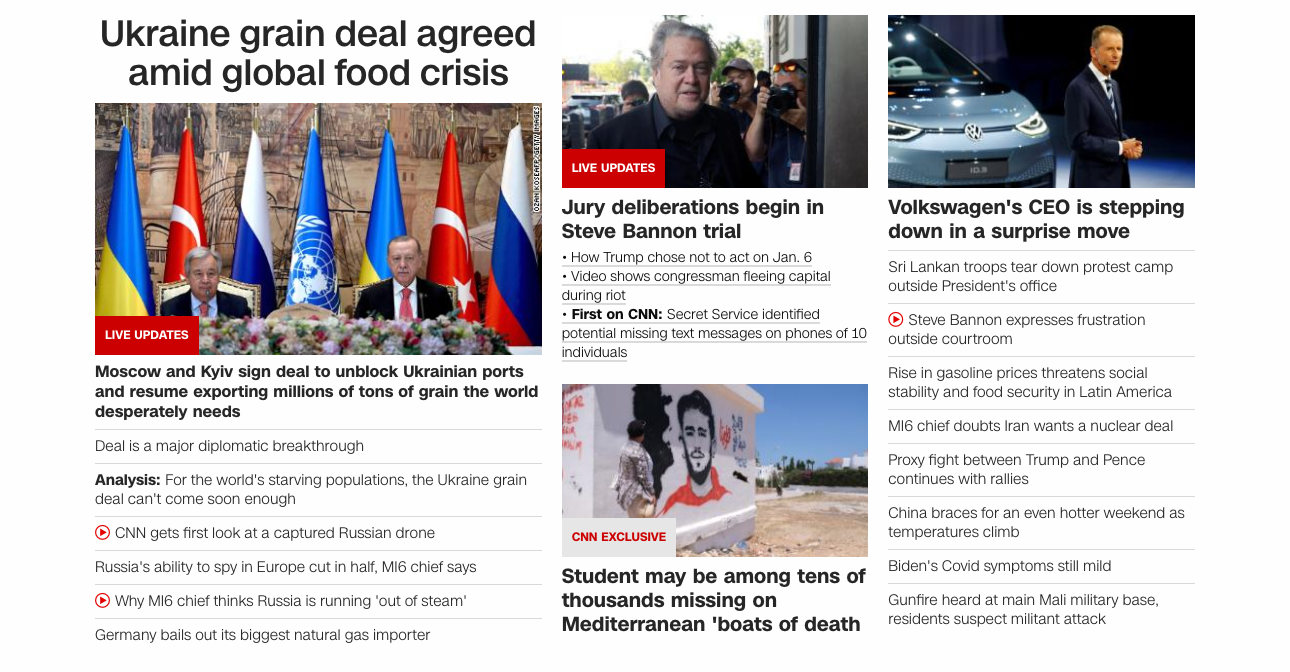 Ukraine grain deal agreed
amid global food crisis
OZAN KOSE/AFP/GETTY IMAGES
LIVE UPDATES
Moscow and Kyiv sign deal to unblock Ukrainian ports
and resume exporting millions of tons of grain the world
desperately needs
Deal is a major diplomatic breakthrough
Analysis: For the world's starving populations, the Ukraine grain
deal can't come soon enough
CNN gets first look at a captured Russian drone
Russia's ability to spy in Europe cut in half, MI6 chief says
Why MI6 chief thinks Russia is running 'out of steam'
Germany bails out its biggest natural gas importer
LIVE UPDATES
Jury deliberations begin in
Steve Bannon trial
• How Trump chose not to act on Jan. 6
• Video shows congressman fleeing capital
during riot
• First on CNN: Secret Service identified
potential missing text messages on phones of 10
individuals
CNN EXCLUSIVE
Student may be among tens of
thousands missing on
Mediterranean 'boats of death
ID.3
Volkswagen's CEO is stepping
down in a surprise move
Sri Lankan troops tear down protest camp
outside President's office
Steve Bannon expresses frustration
outside courtroom
Rise in gasoline prices threatens social
stability and food security in Latin America
MI6 chief doubts Iran wants a nuclear deal
Proxy fight between Trump and Pence
continues with rallies
China braces for an even hotter weekend as
temperatures climb
Biden's Covid symptoms still mild
Gunfire heard at main Mali military base,
residents suspect militant attack